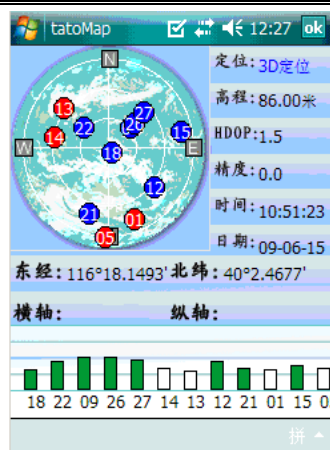 tatoMap 12:27 ok
N
W
E
13
14
22
27
26
15
18
12
21
01
05
定位: 3D定位
高程: 86.00米
HDOP: 1.5
精度: 0.0
时间: 10:51:23
日期: 09-06-15
东经: 116°18.1493' 北纬: 40°2.4677'
横轴: 纵轴:
18 22 09 26 27 14 13 12 21 01 15 0
拼